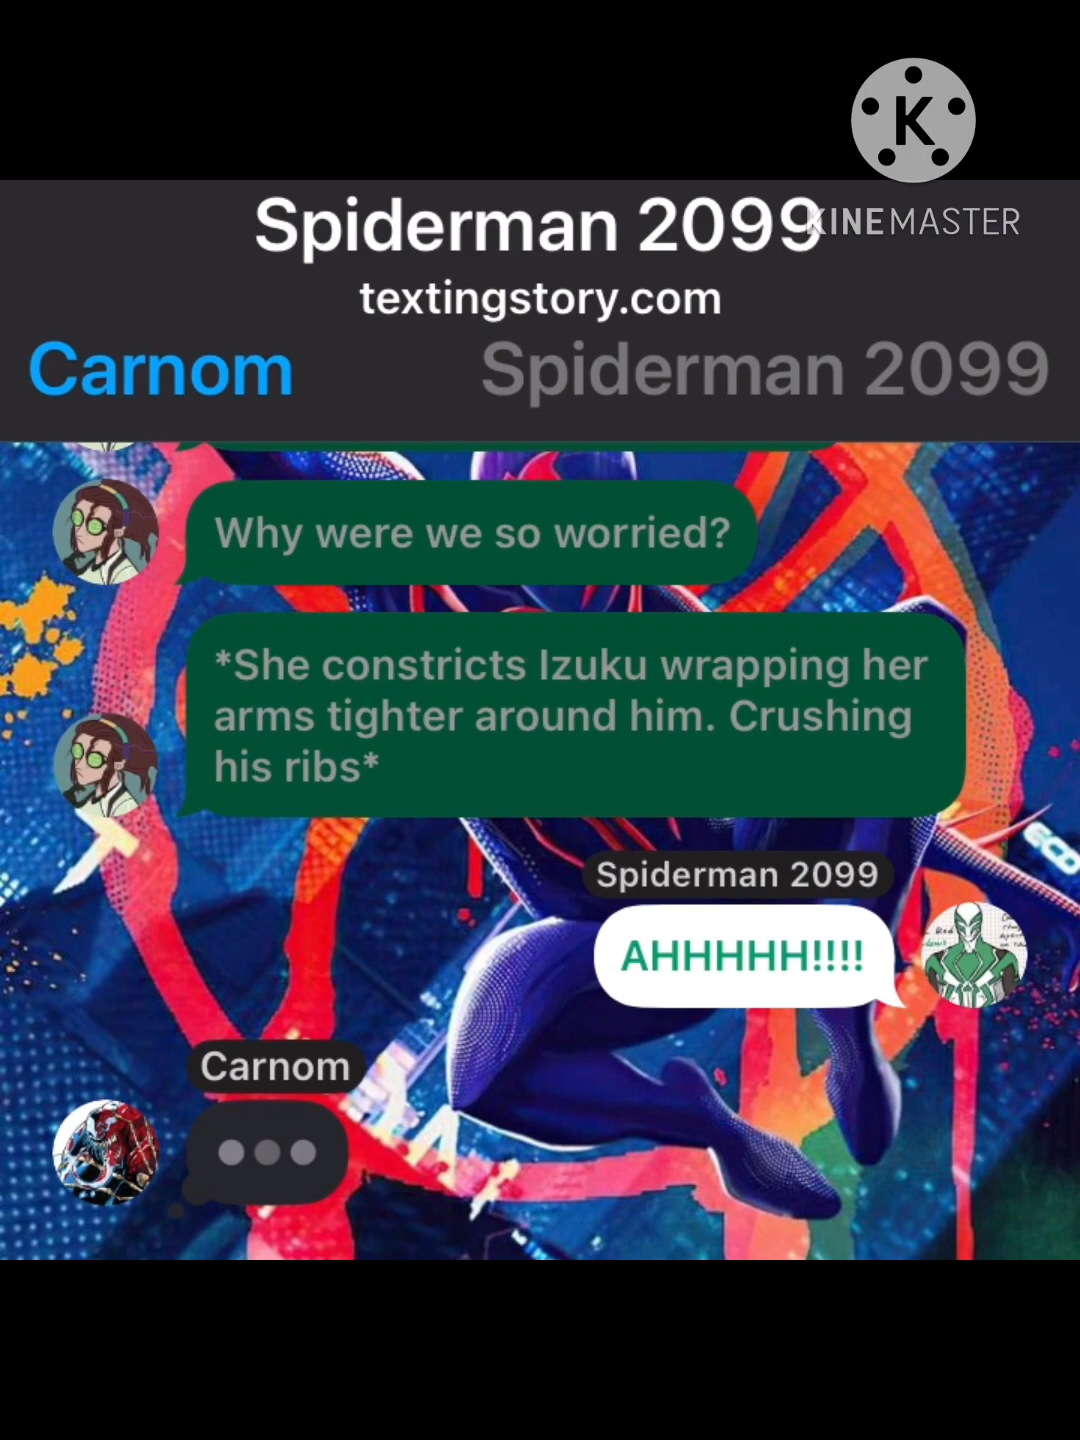 K
KINEMASTER
Spiderman 2099
textingstory.com
Carnom
Spiderman 2099
Why were we so worried?
*She constricts Izuku wrapping her
arms tighter around him. Crushing
his ribs*
Spiderman 2099
AHHHHH!!!!
Carnom